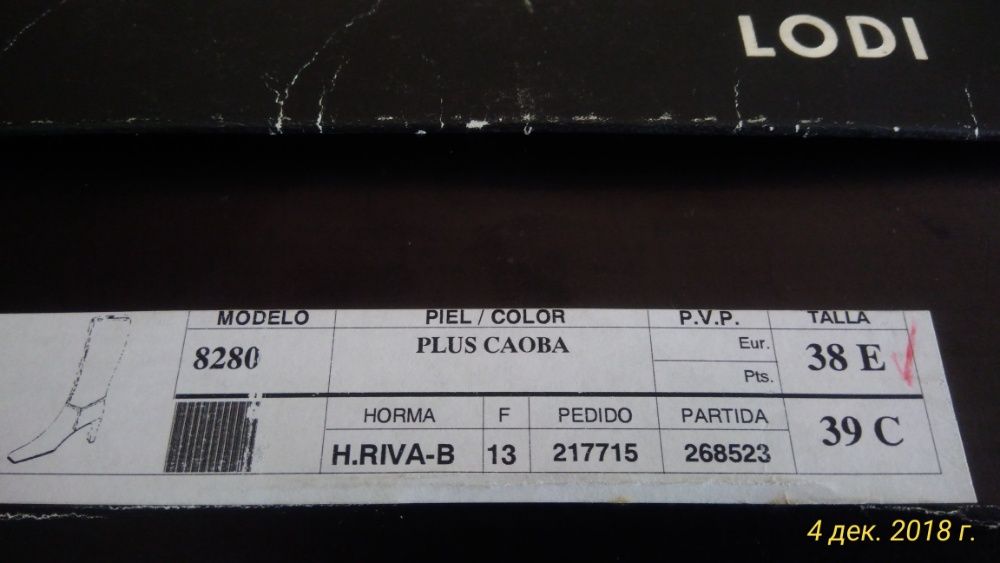 LODI
MODELO PIEL / COLOR P.V.P. TALLA
8280 PLUS CAOBA Eur. 38 E
Pts.
HORMA F PEDIDO PARTIDA 39 C
H.RIVA-B 13 217715 268523
4 дек. 2018 г.